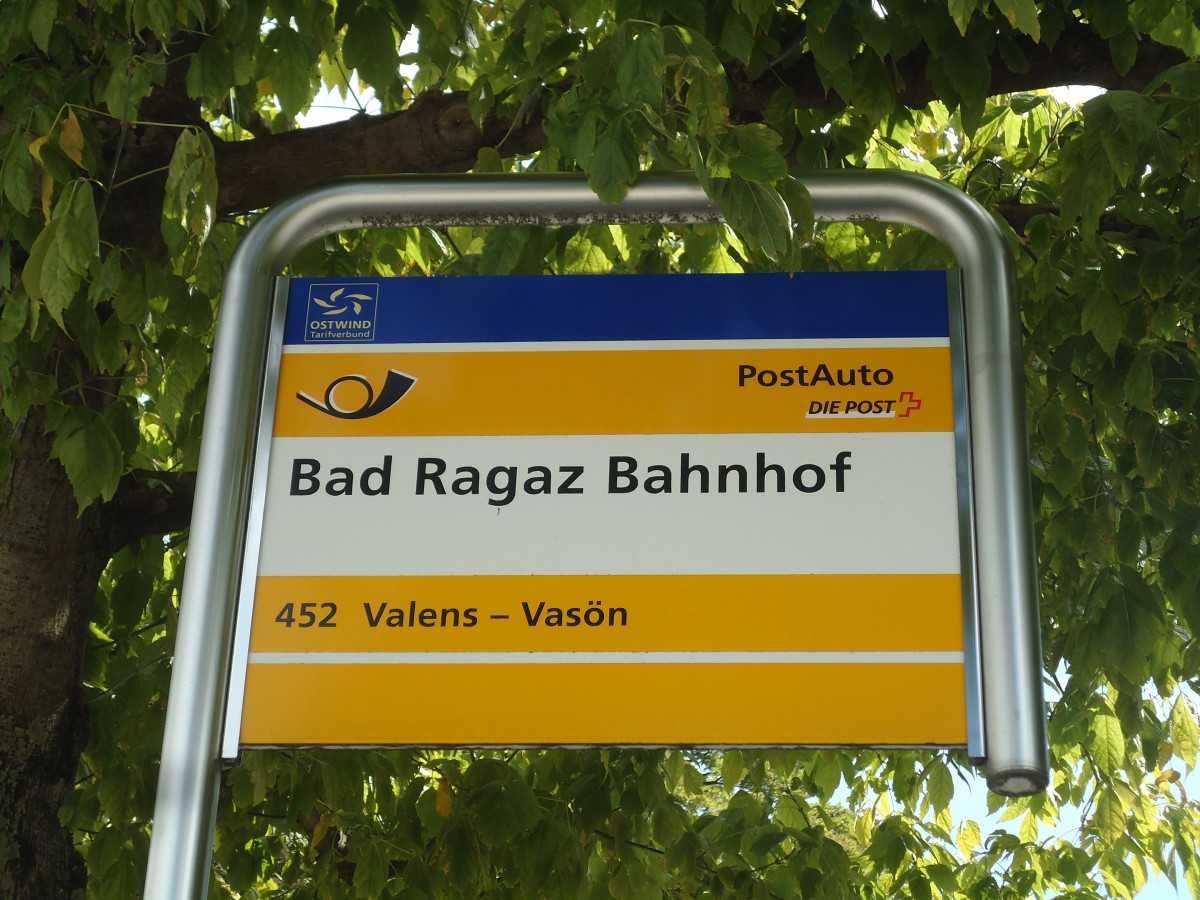 OSTWIND
Tarifverbund
PostAuto
DIE POST
Bad Ragaz Bahnhof
452 Valens – Vasön